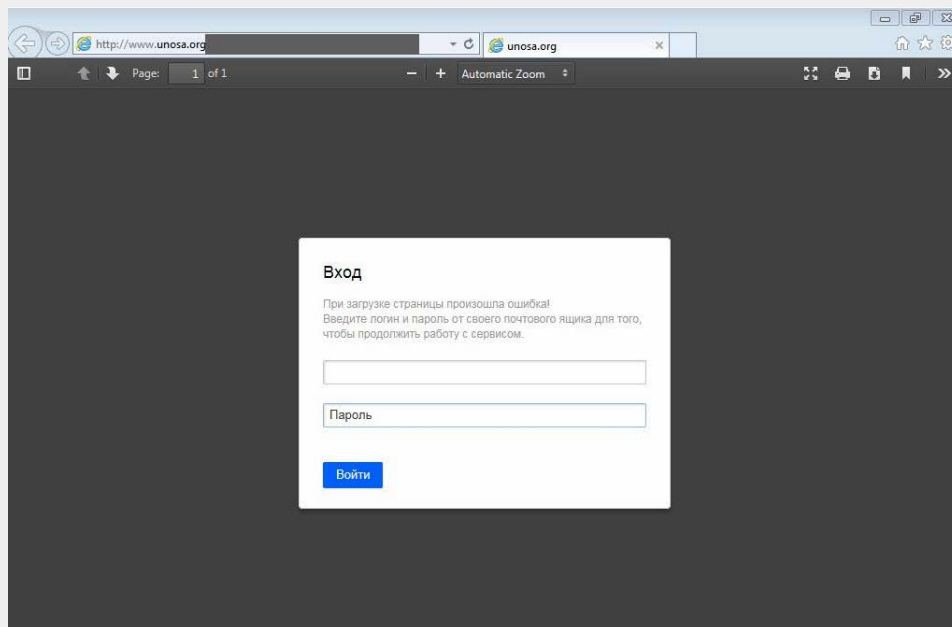 http://www.unosa.org
unosa.org
Page: 1 of 1
Automatic Zoom
Вход
При загрузке страницы произошла ошибка!
Введите логин и пароль от своего почтового ящика для того,
чтобы продолжить работу с сервисом.
Пароль
Войти